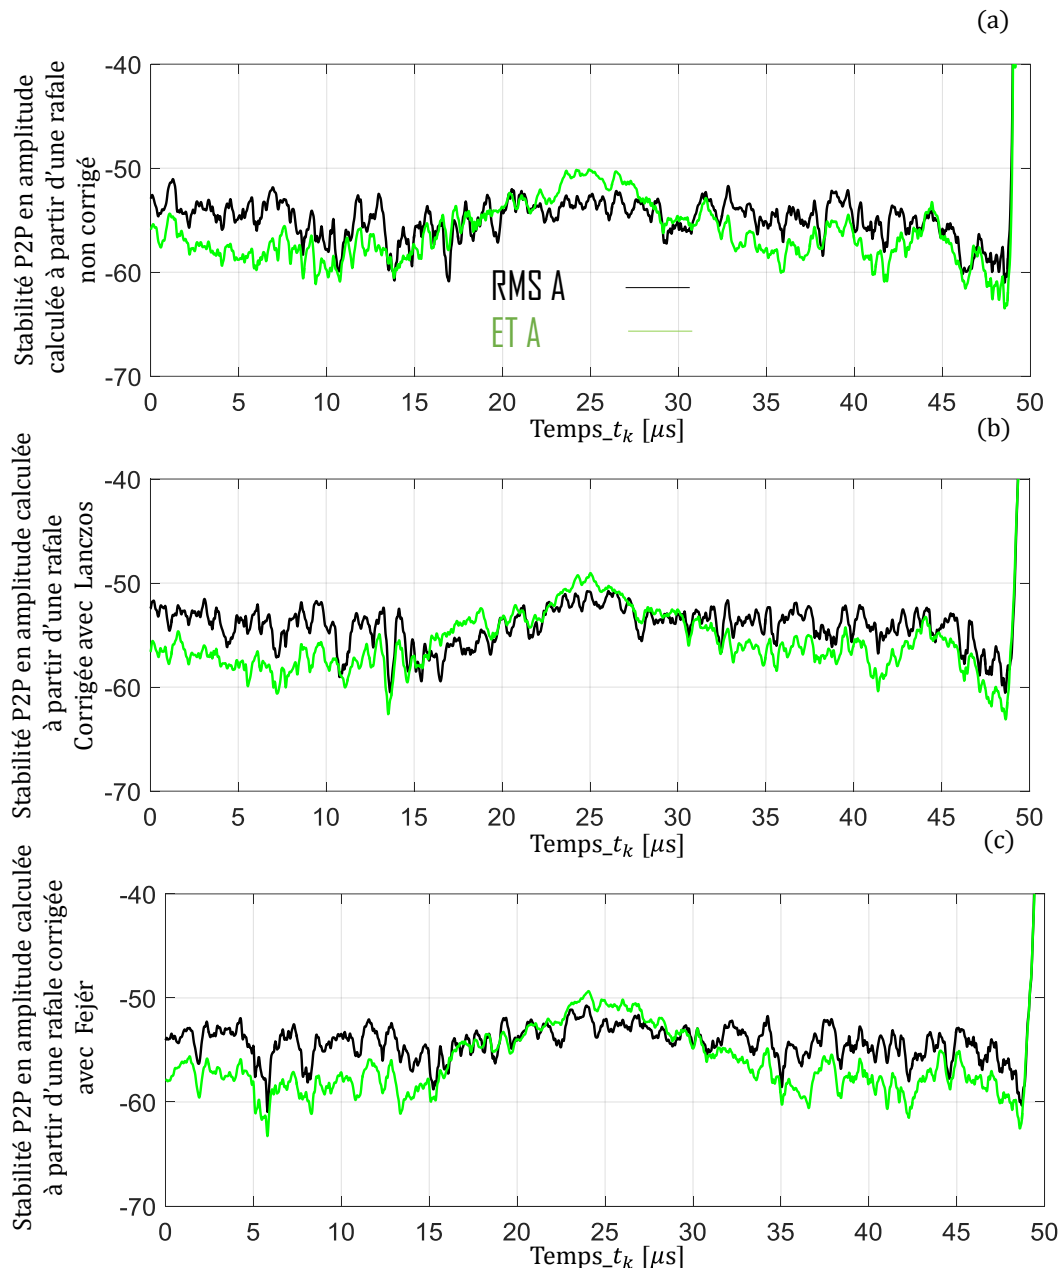 (a)
Stabilité P2P en amplitude
calculée à partir d'une rafale
non corrigé
-40
-50
-60
-70
RMS A
ET A
0 5 10 15 20 25 30 35 40 45 50
Temps_t_k [μs]
(b)
Stabilité P2P en amplitude calculée
à partir d'une rafale
Corrigée avec Lanczos
-40
-50
-60
-70
0 5 10 15 20 25 30 35 40 45 50
Temps_t_k [μs]
(c)
Stabilité P2P en amplitude calculée
à partir d'une rafale corrigée
avec Fejér
-40
-50
-60
-70
0 5 10 15 20 25 30 35 40 45 50
Temps_t_k [μs]